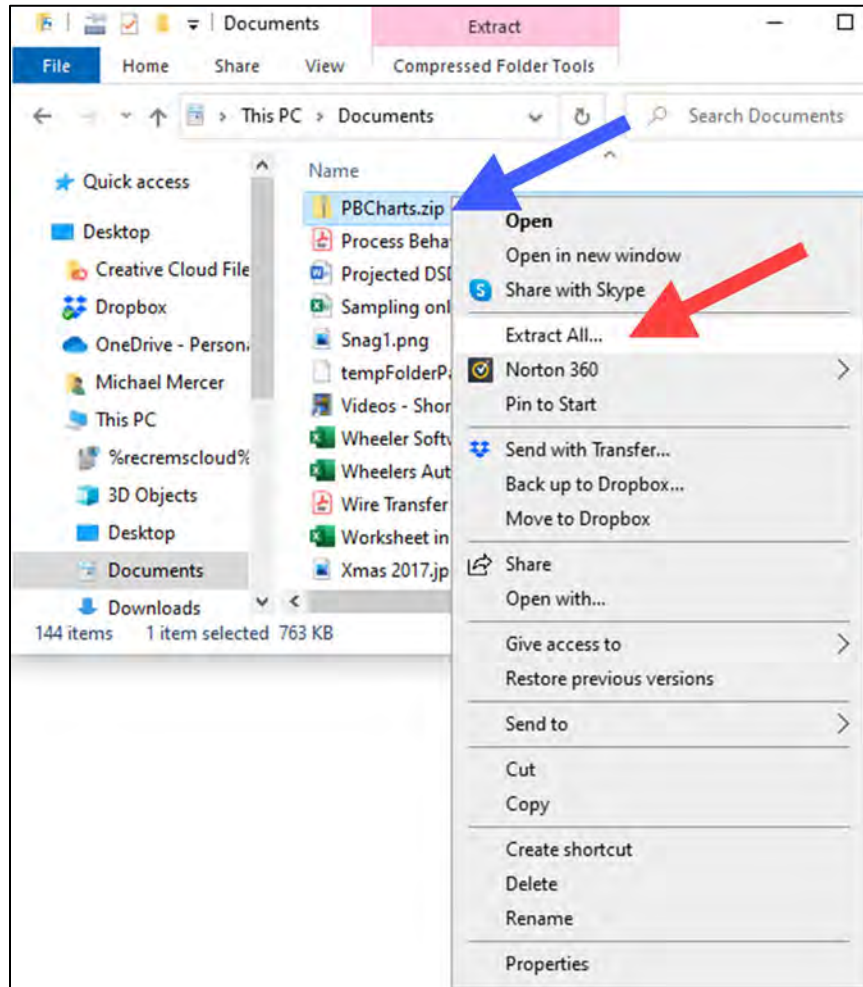 Documents
Extract
File
Home
Share
View
Compressed Folder Tools
This PC
Documents
Search Documents
Quick access
Desktop
Creative Cloud File
Dropbox
OneDrive - Person
Michael Mercer
This PC
%recremscloud%
3D Objects
Desktop
Documents
Downloads
Name
PBCharts.zip
Process Beha
Projected DSD
Sampling onl
Snag1.png
tempFolderPa
Videos - Shor
Wheeler Softw
Wheelers Aut
Wire Transfer
Worksheet in
Xmas 2017.jp
144 items 1 item selected 763 KB
Open
Open in new window
Share with Skype
Extract All...
Norton 360
Pin to Start
Send with Transfer...
Back up to Dropbox...
Move to Dropbox
Share
Open with...
Give access to
Restore previous versions
Send to
Cut
Copy
Create shortcut
Delete
Rename
Properties